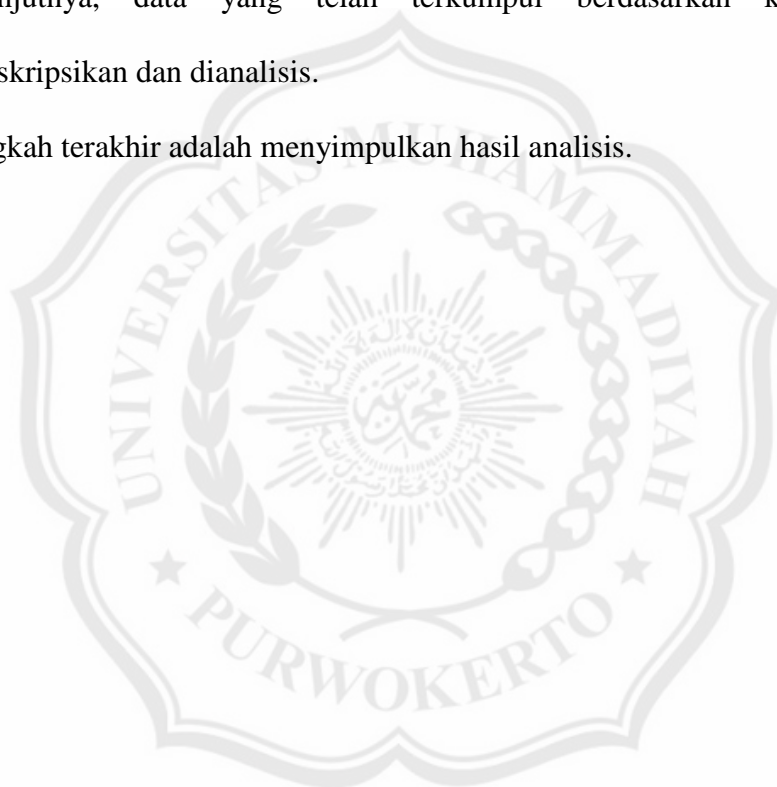 njutnya, data yang telah terkumpul berdasarkan k
skripsikan dan dianalisis.
gkah terakhir adalah menyimpulkan hasil analisis.
UNIVERSITAS MUHAMMADIYAH
PURWOKERTO